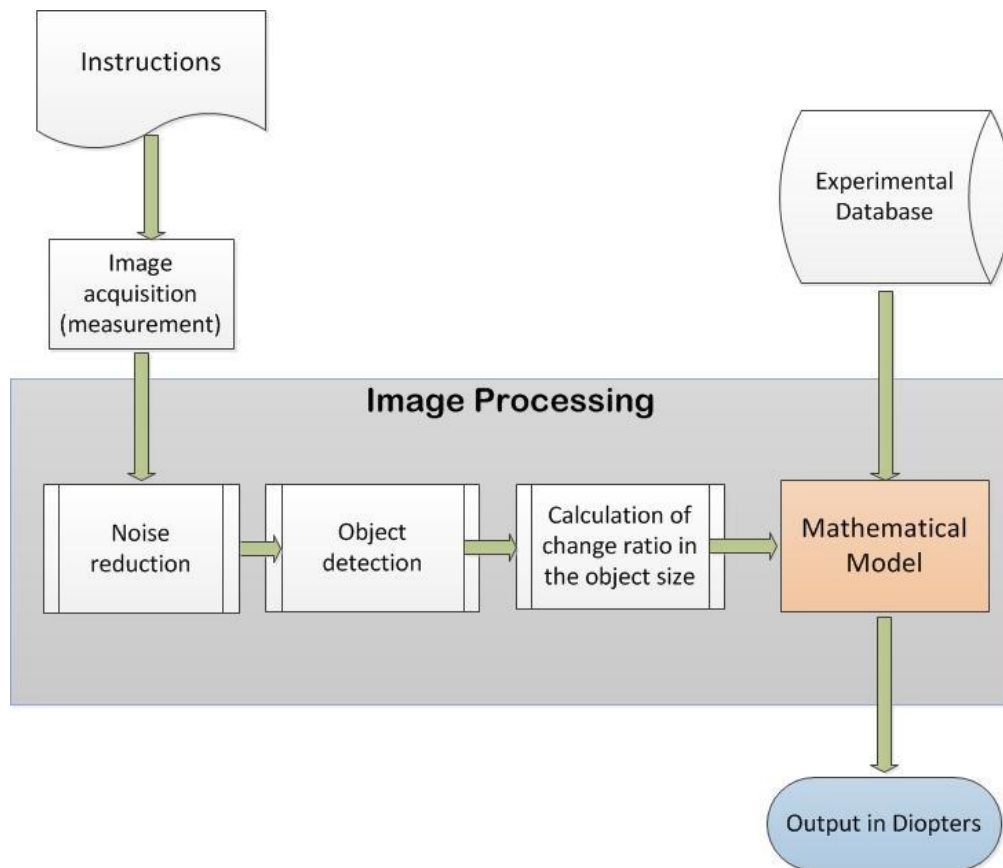 Instructions
Experimental
Database
Image
acquisition
(measurement)
Image Processing
Noise
reduction
Object
detection
Calculation of
change ratio in
the object size
Mathematical
Model
Output in Diopters